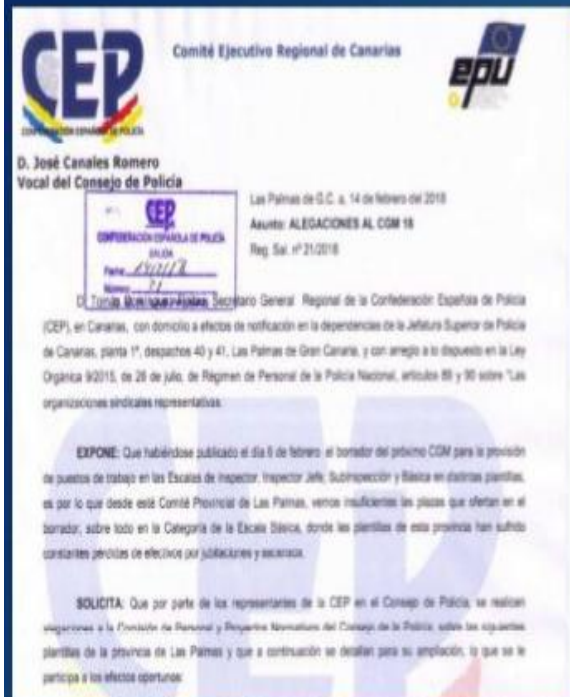 CEP
CONFEDERACIÓN ESPAÑOLA DE POLICÍA
Comité Ejecutivo Regional de Canarias
epu
D. José Canales Romero
Vocal del Consejo de Policía
Las Palmas de G.C. a, 14 de febrero del 2018
Asunto: ALEGACIONES AL CGM 18
Reg. Sal. nº 21/2018
CEP
CONFEDERACIÓN ESPAÑOLA DE POLICÍA
SALIDA
Fecha 14/2/18
Número 21
D. Tomás Secretario General Regional de la Confederación Española de Policía
(CEP), en Canarias, con domicilio a efectos de notificación en la dependencias de la Jefatura Superior de Policía
de Canarias, planta 1ª, despachos 40 y 41, Las Palmas de Gran Canaria, y con arreglo a lo dispuesto en la Ley
Orgánica 9/2015, de 28 de julio, de Régimen de Personal de la Policía Nacional, artículos 89 y 90 sobre "Las
organizaciones sindicales representativas.
EXPONE: Que habiéndose publicado el día 6 de febrero el borrador del próximo CGM para la provisión
de puestos de trabajo en las Escalas de Inspector, Inspector Jefe, Subinspección y Básica en distintas plantillas,
es por lo que desde esté Comité Provincial de Las Palmas, vemos insuficientes las plazas que ofertan en el
borrador, sobre todo en la Categoría de la Escala Básica, donde las plantillas de esta provincia han sufrido
constantes pérdidas de efectivos por jubilaciones y ascensos.
SOLICITA: Que por parte de los representantes de la CEP en el Consejo de Policía, se realicen
alegaciones a la Comisión de Personal y Proyectos Normativos del Consejo de la Policía, sobre las siguientes
plantillas de la provincia de Las Palmas y que a continuación se detallan para su ampliación, lo que se le
participa a los efectos oportunos: